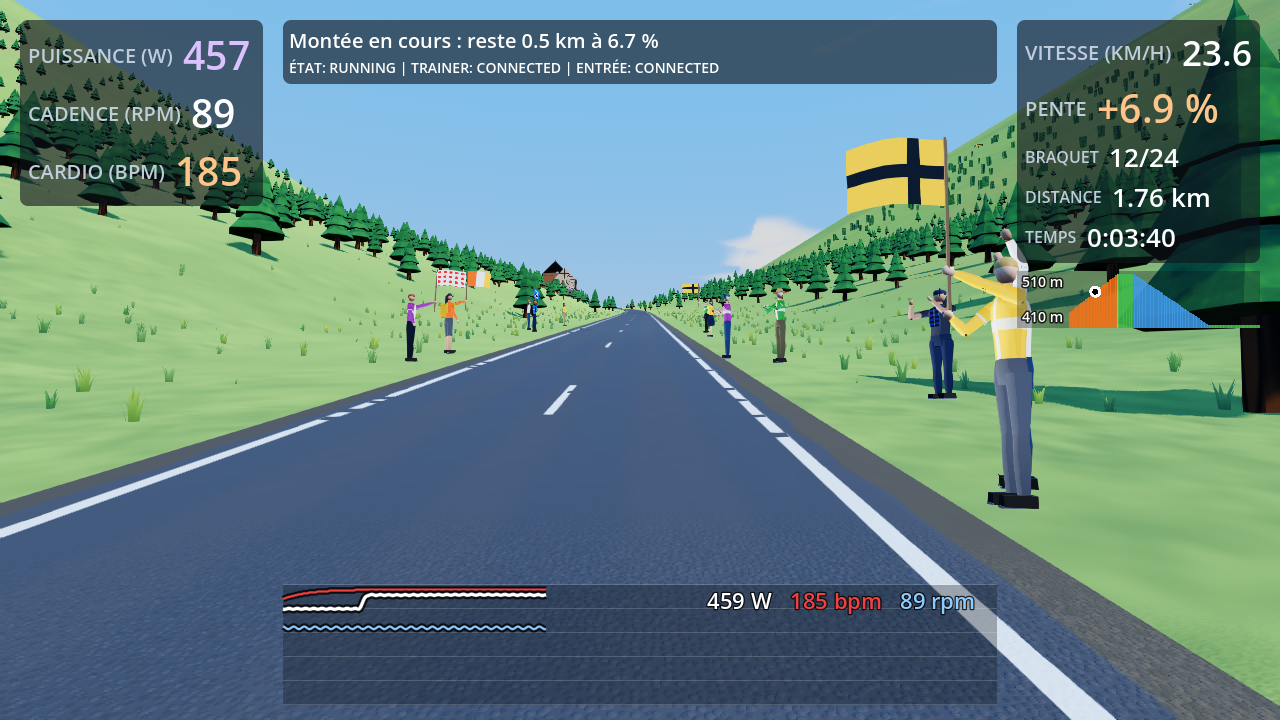 PUISSANCE (W) 457
CADENCE (RPM) 89
CARDIO (BPM) 185
Montée en cours : reste 0.5 km à 6.7 %
ÉTAT: RUNNING | TRAINER: CONNECTED | ENTRÉE: CONNECTED
VITESSE (KM/H) 23.6
PENTE +6.9 %
BRAQUET 12/24
DISTANCE 1.76 km
TEMPS 0:03:40
510 m
410 m
459 W 185 bpm 89 rpm